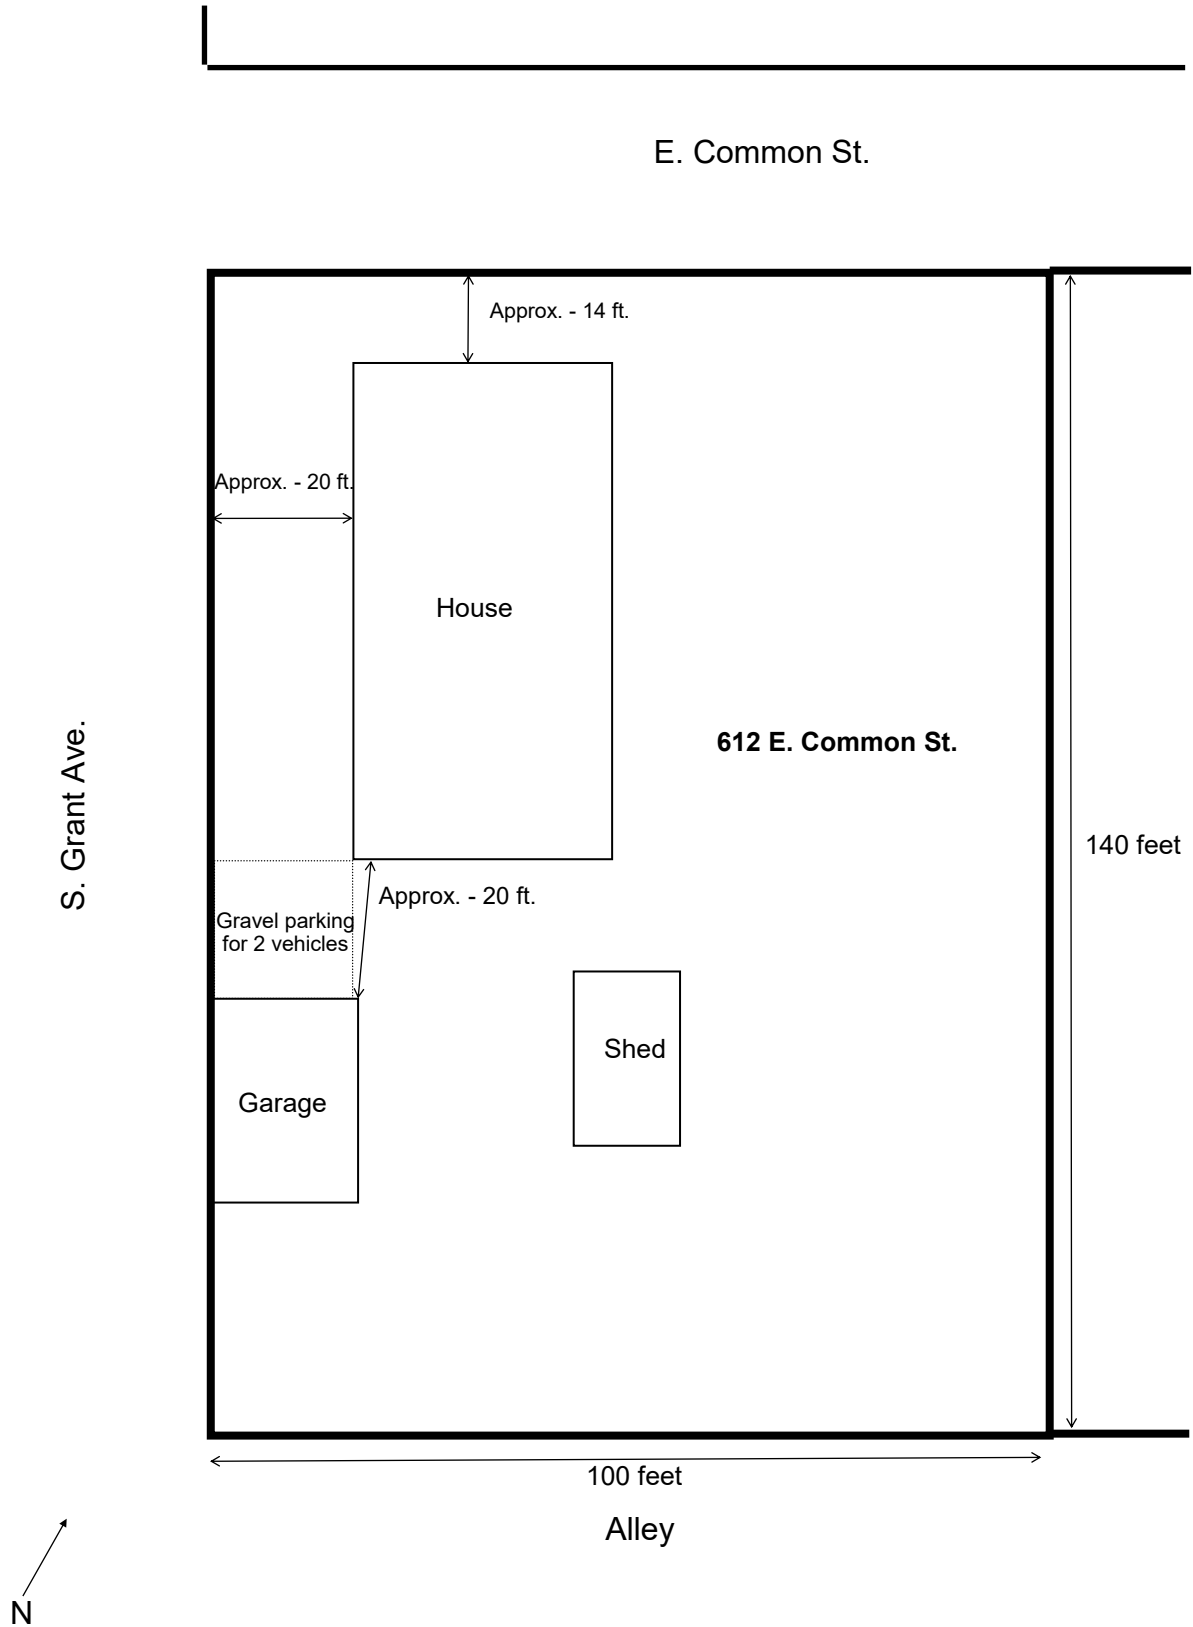 E. Common St.
Approx. - 14 ft.
Approx. - 20 ft.
House
612 E. Common St.
S. Grant Ave.
140 feet
Approx. - 20 ft.
Gravel parking
for 2 vehicles
Shed
Garage
100 feet
Alley
N